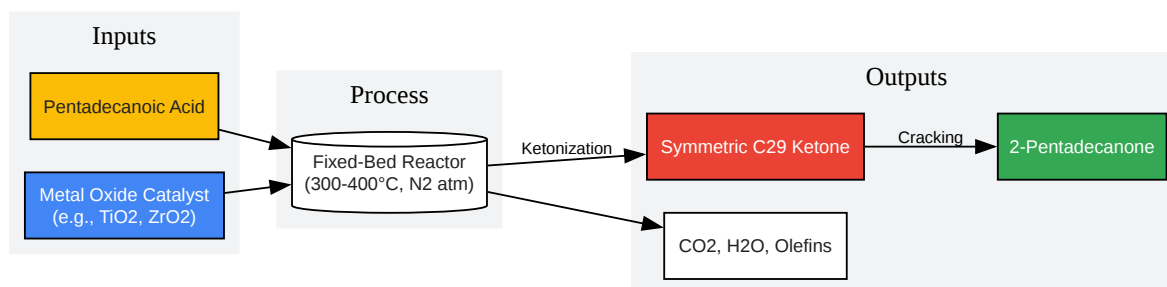 Inputs
Pentadecanoic Acid
Metal Oxide Catalyst
(e.g., TiO2, ZrO2)
Process
Fixed-Bed Reactor
(300-400°C, N2 atm)
Ketonization
Outputs
Symmetric C29 Ketone
Cracking
2-Pentadecanone
CO2, H2O, Olefins